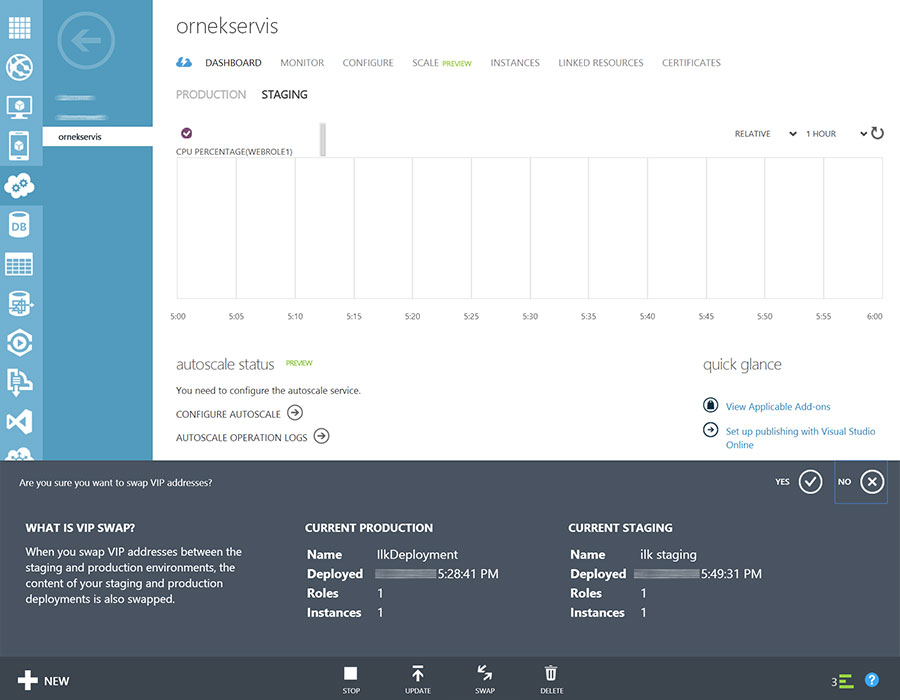 ornekservis
DASHBOARD MONITOR CONFIGURE SCALE PREVIEW INSTANCES LINKED RESOURCES CERTIFICATES
PRODUCTION STAGING
ornekservis
RELATIVE 1 HOUR
CPU PERCENTAGE(WEBROLE1)
5:00 5:05 5:10 5:15 5:20 5:25 5:30 5:35 5:40 5:45 5:50 5:55 6:00
autoscale status PREVIEW
You need to configure the autoscale service.
CONFIGURE AUTOSCALE
AUTOSCALE OPERATION LOGS
quick glance
View Applicable Add-ons
Set up publishing with Visual Studio
Online
DB
Are you sure you want to swap VIP addresses?
YES NO
WHAT IS VIP SWAP?
When you swap VIP addresses between the
staging and production environments, the
content of your staging and production
deployments is also swapped.
CURRENT PRODUCTION
Name IlkDeployment
Deployed 5:28:41 PM
Roles 1
Instances 1
CURRENT STAGING
Name ilk staging
Deployed 5:49:31 PM
Roles 1
Instances 1
NEW
STOP UPDATE SWAP DELETE
3 ?